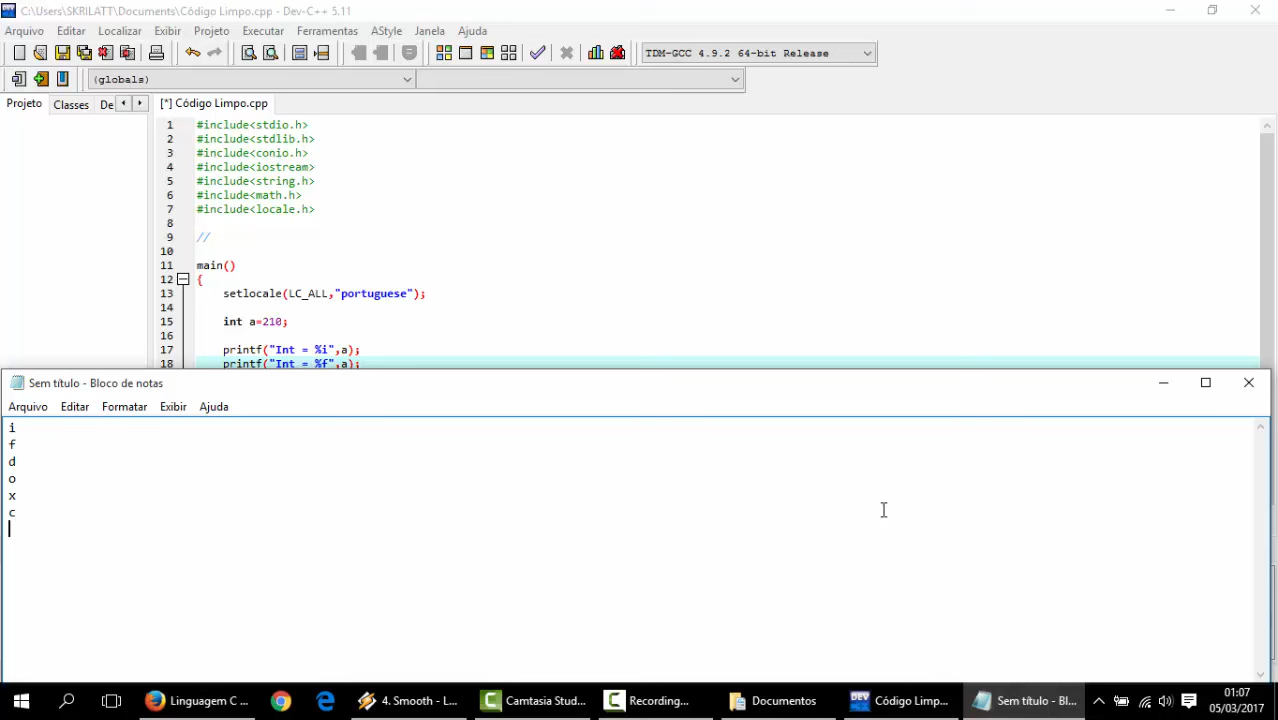 C:\Users\SKRILATT\Documents\Código Limpo.cpp - Dev-C++ 5.11
Arquivo Editar Localizar Exibir Projeto Executar Ferramentas AStyle Janela Ajuda
TDM-GCC 4.9.2 64-bit Release
(globals)
Projeto Classes De [*] Código Limpo.cpp
1 #include<stdio.h>
2 #include<stdlib.h>
3 #include<conio.h>
4 #include<iostream>
5 #include<string.h>
6 #include<math.h>
7 #include<locale.h>
8
9 //
10
11 main()
12 {
13 setlocale(LC_ALL,"portuguese");
14
15 int a=210;
16
17 printf("Int = %i",a);
18 printf("Int = %f",a);
Sem título - Bloco de notas
Arquivo Editar Formatar Exibir Ajuda
i
f
d
o
x
c
Linguagem C ... 4. Smooth - L... Camtasia Stud... Recording... Documentos Código Limp... Sem título - Bl... 01:07
05/03/2017